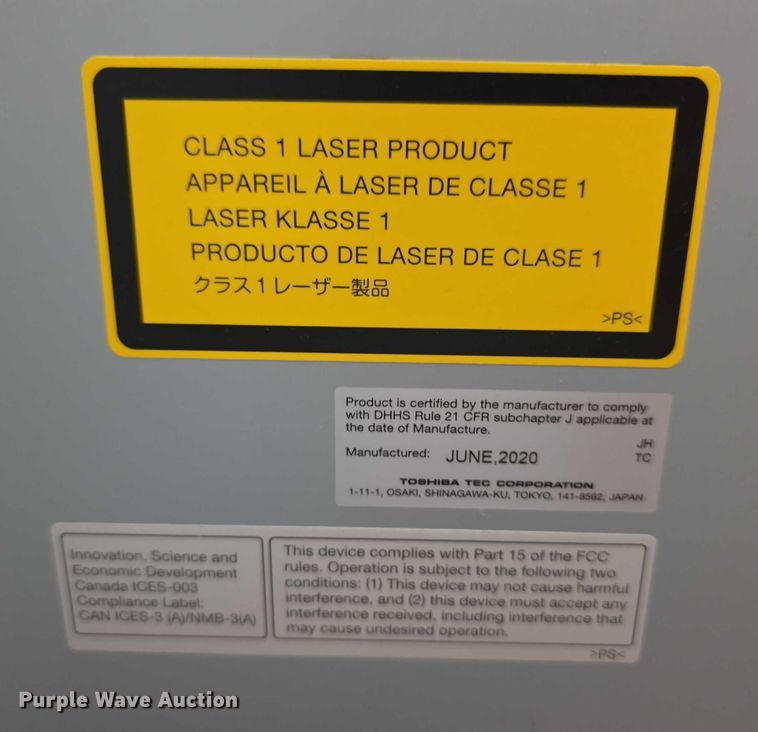 CLASS 1 LASER PRODUCT
APPAREIL À LASER DE CLASSE 1
LASER KLASSE 1
PRODUCTO DE LASER DE CLASE 1
クラス1レーザー製品
>PS<
Product is certified by the manufacturer to comply
with DHHS Rule 21 CFR subchapter J applicable at
the date of Manufacture.
JH
Manufactured: JUNE,2020 TC
TOSHIBA TEC CORPORATION
1-11-1, OSAKI, SHINAGAWA-KU, TOKYO, 141-8562, JAPAN
Innovation, Science and
Economic Development
Canada ICES-003
Compliance Label:
CAN ICES-3 (A)/NMB-3(A)
This device complies with Part 15 of the FCC
rules. Operation is subject to the following two
conditions: (1) This device may not cause harmful
interference, and (2) this device must accept any
interference received, including interference that
may cause undesired operation.
>PS<
Purple Wave Auction